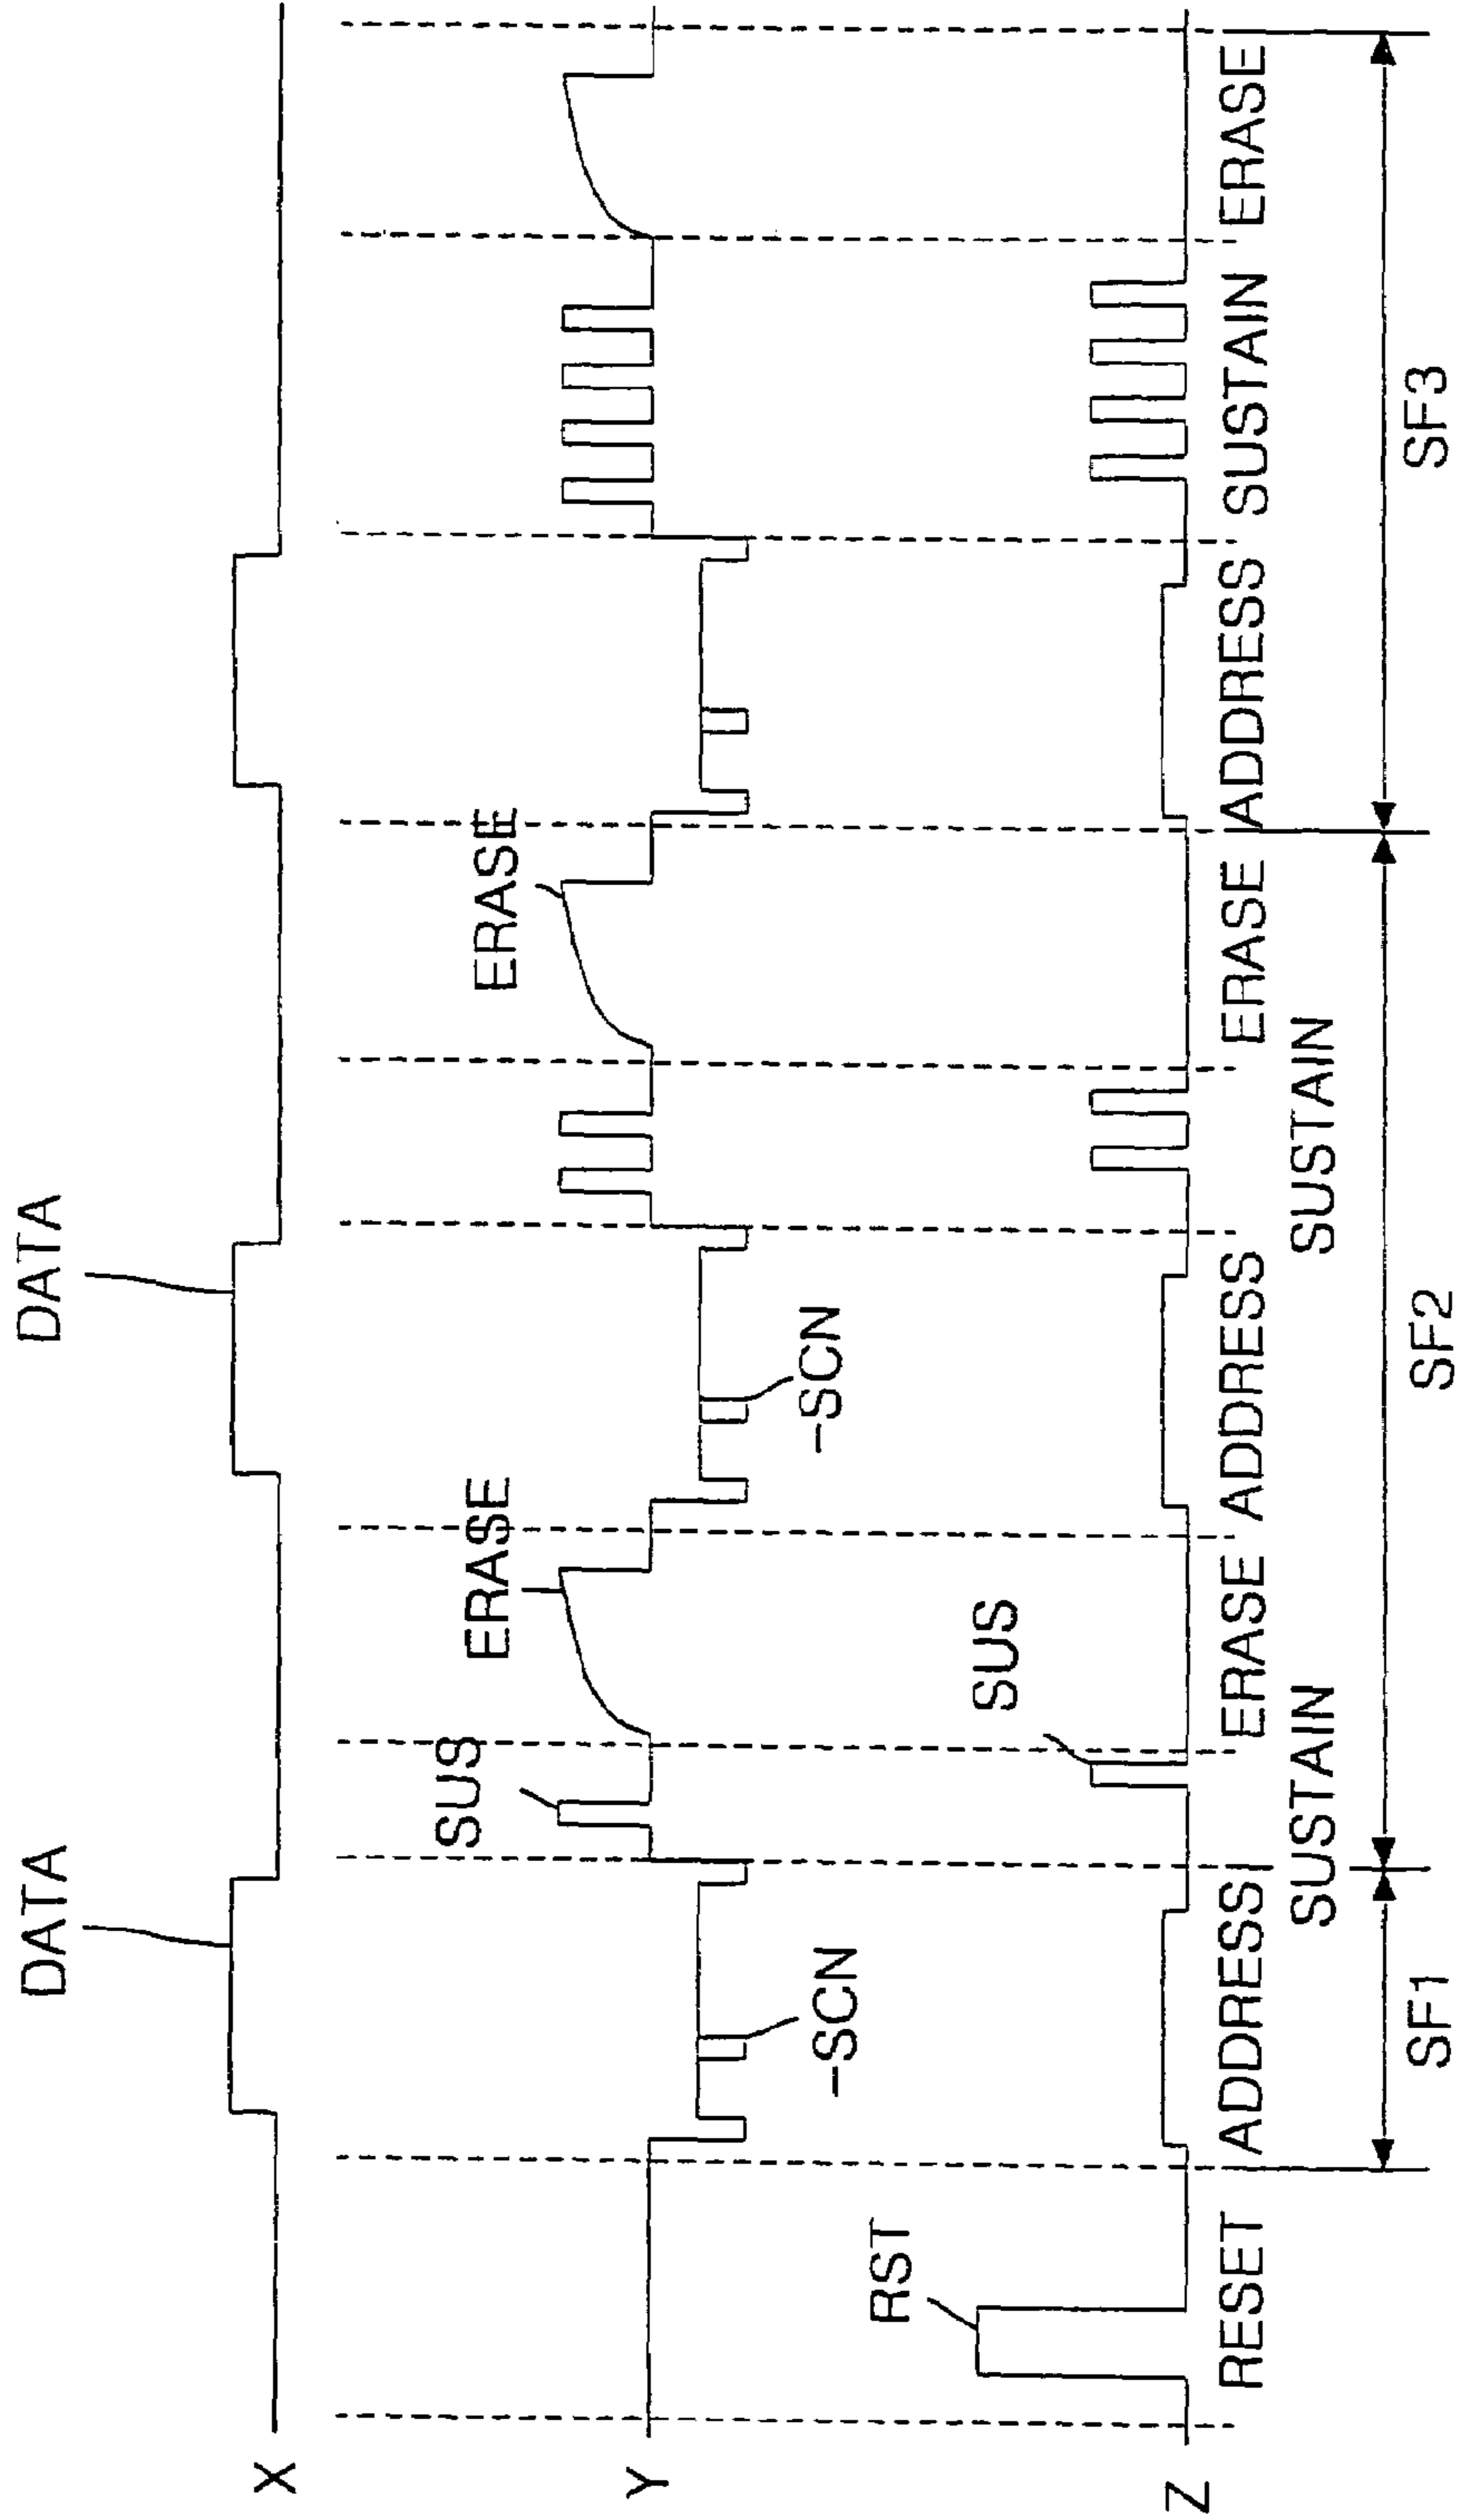 DATA
DATA
X
SUS
ERASE
ERASE
Y
-SCN
-SCN
RST
SUS
Z
RESET ADDRESS ERASE ADDRESS ERASE ADDRESS SUSTAIN ERASE
SUSTAIN SUSTAIN
SF1 SF2 SF3